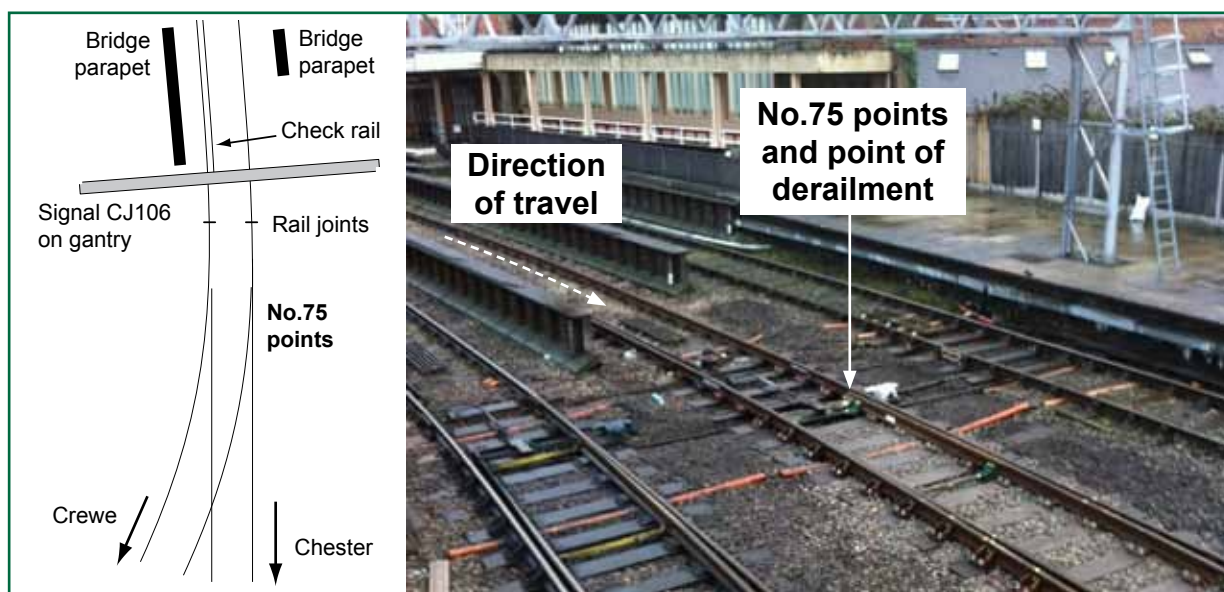 Bridge
parapet
Bridge
parapet
Check rail
Signal CJ106
on gantry
Rail joints
No.75
points
Crewe
Chester
Direction
of travel
No.75 points
and point of
derailment